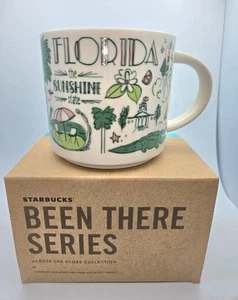 FLORIDA
the
SUNSHINE
STATE
STARBUCKS®
BEEN THERE
SERIES
ACROSS THE GLOBE COLLECTION